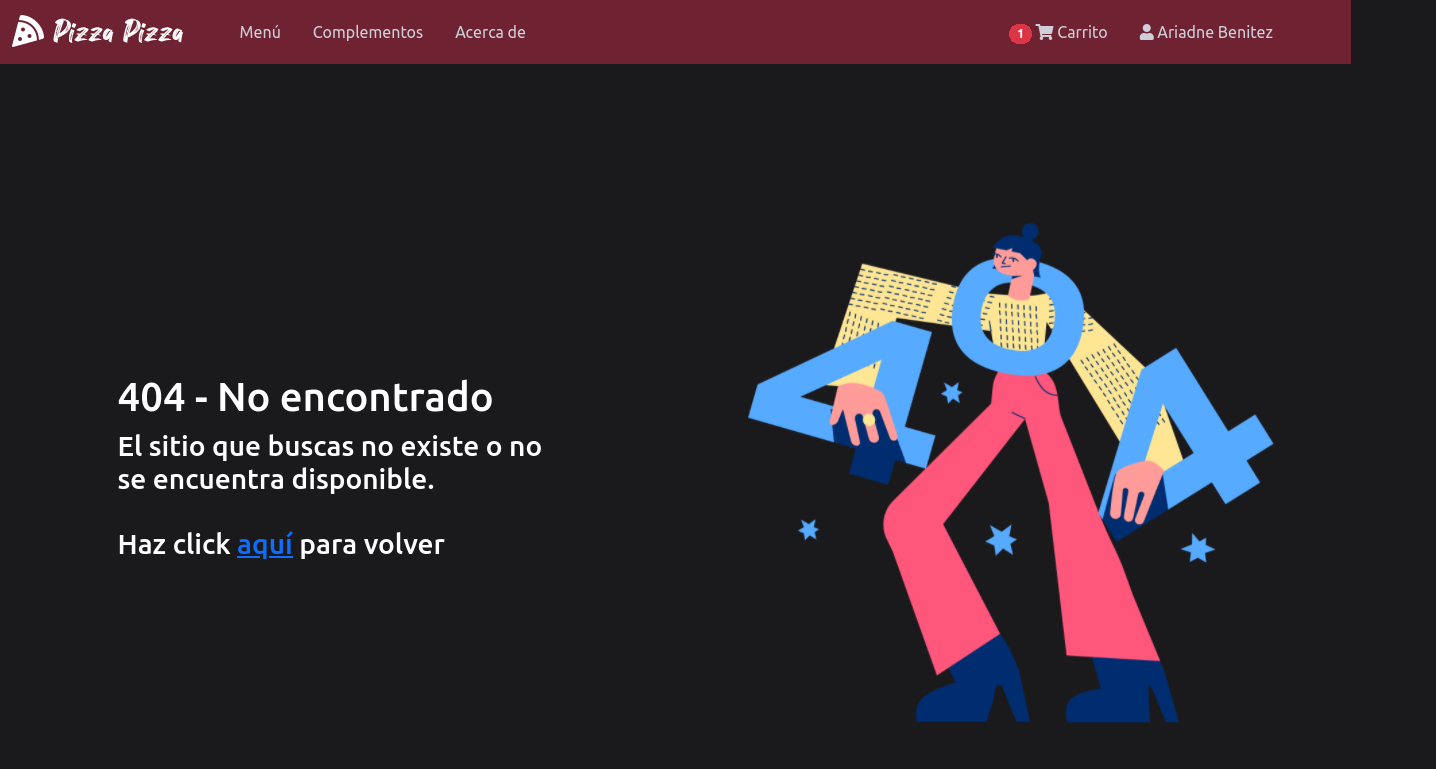 Pizza Pizza Menú Complementos Acerca de 1 Carrito Ariadne Benitez
404
404 - No encontrado
El sitio que buscas no existe o no
se encuentra disponible.
Haz click aquí para volver